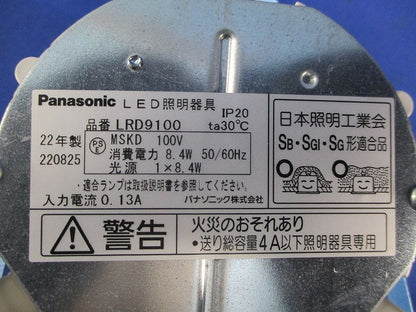 Panasonic LED照明器具
IP20
品番 LRD9100 ta30℃
22年製
220825
PS
MSKD 100V
消費電力 8.4W 50/60Hz
光源 1×8.4W
・適合ランプは取扱説明書を参照ください。
入力電流 0.13A パナソニック株式会社
日本照明工業会
SB・SGI・SG形適合品
警告
火災のおそれあり
・送り総容量4A以下照明器具専用